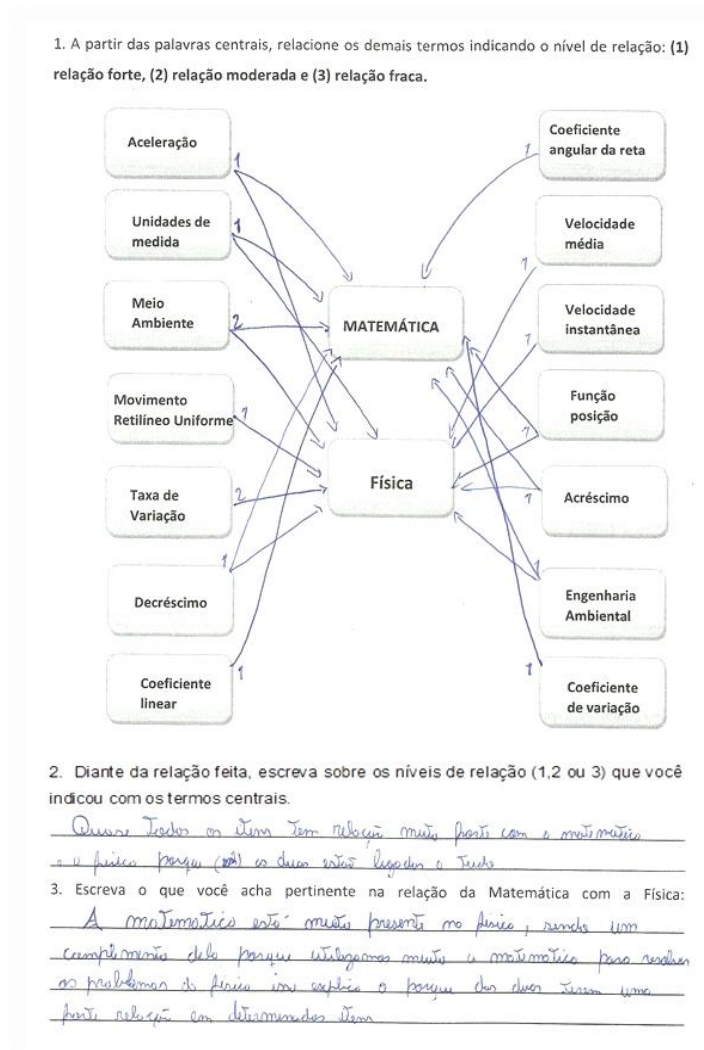 1. A partir das palavras centrais, relacione os demais termos indicando o nível de relação: (1)
relação forte, (2) relação moderada e (3) relação fraca.
Aceleração
1
Coeficiente
angular da reta
1
Unidades de
medida
1
Velocidade
média
1
Meio
Ambiente
2
MATEMÁTICA
Velocidade
instantânea
1
Movimento
Retilíneo Uniforme
1
Função
posição
1
Física
Taxa de
Variação
2
Acréscimo
1
Decréscimo
1
Engenharia
Ambiental
1
Coeficiente
linear
1
Coeficiente
de variação
1
2. Diante da relação feita, escreva sobre os níveis de relação (1,2 ou 3) que você
indicou com os termos centrais.
Quase Todos os itens Tem relação muito forte com a matemática
e a física porque as duas estão ligadas a Tudo
3. Escreva o que você acha pertinente na relação da Matemática com a Física:
A matemática está muito presente na física, sendo um
complimento dela porque utilizamos muito a matemática para resolver
os problemas de física isso explica o porque das duas terem uma
forte relação em determinados itens